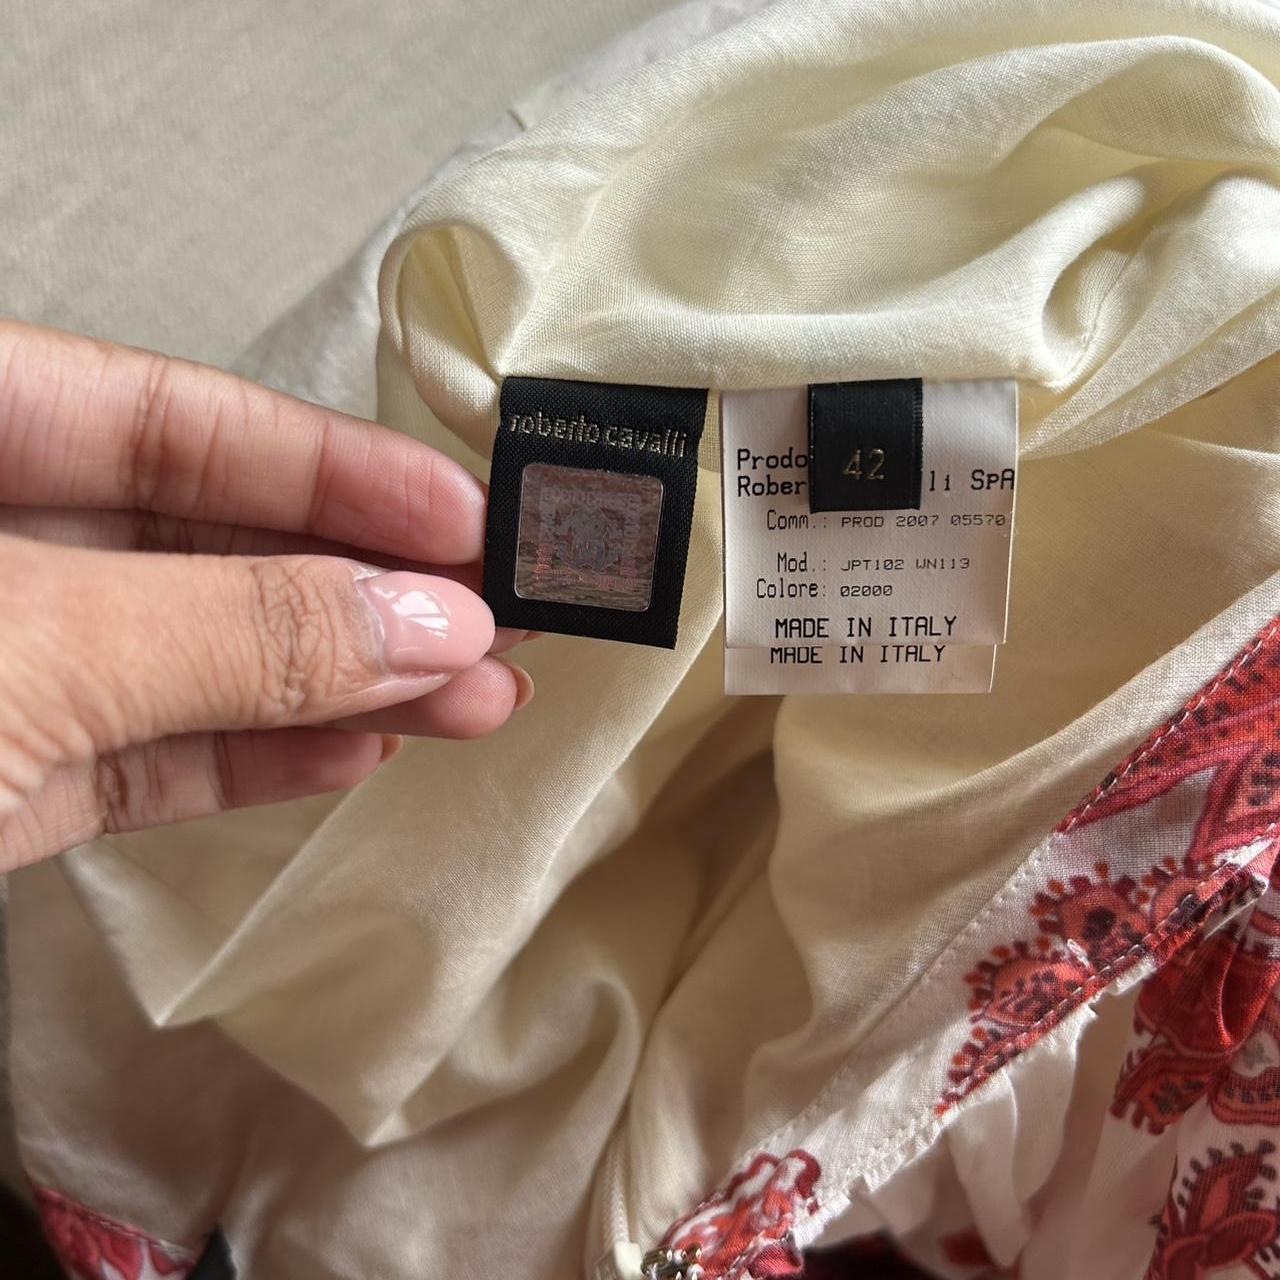 roberto cavalli
42
Prodo
Rober li SpA
Comm.: PROD 2007 05570
Mod.: JPT102 WN113
Colore: 02000
MADE IN ITALY
MADE IN ITALY